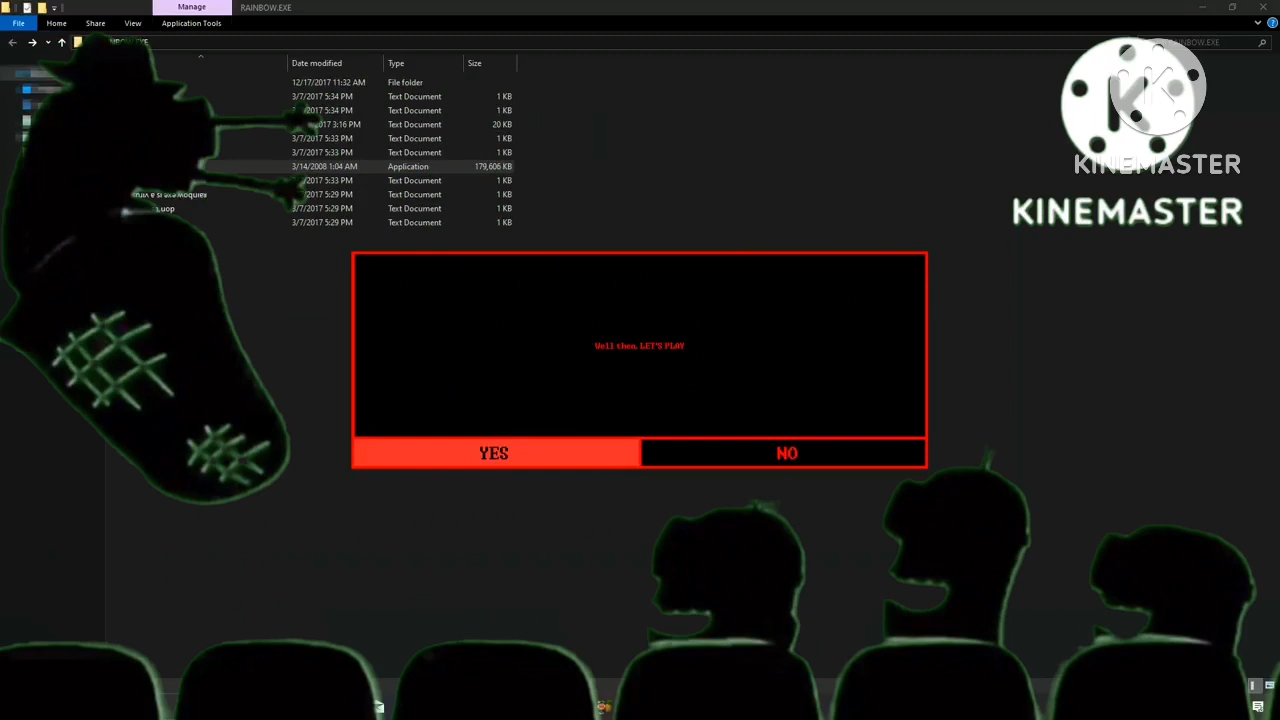 Manage
RAINBOW.EXE
File
Home
Share
View
Application Tools
Date modified
Type
Size
12/17/2017 11:32 AM
File folder
3/7/2017 5:34 PM
Text Document
1 KB
/2017 5:34 PM
Text Document
1 KB
2017 3:16 PM
Text Document
20 KB
3/7/2017 5:33 PM
Text Document
1 KB
3/7/2017 5:33 PM
Text Document
1 KB
3/14/2008 1:04 AM
Application
179,606 KB
/2017 5:33 PM
Text Document
1 KB
/2017 5:29 PM
Text Document
1 KB
3/7/2017 5:29 PM
Text Document
1 KB
3/7/2017 5:29 PM
Text Document
1 KB
K
KINEMASTER
KINEMASTER
Well then, LET'S PLAY
YES
NO